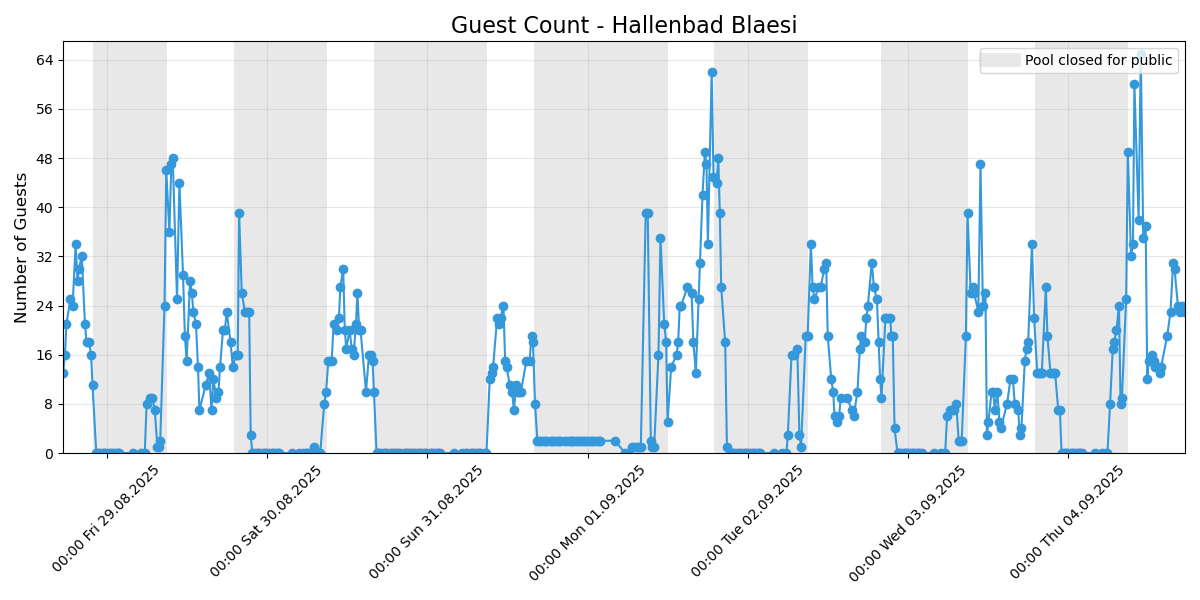 Guest Count - Hallenbad Blaesi
Pool closed for public
Number of Guests
64
56
48
40
32
24
16
8
0
00:00 Fri 29.08.2025
00:00 Sat 30.08.2025
00:00 Sun 31.08.2025
00:00 Mon 01.09.2025
00:00 Tue 02.09.2025
00:00 Wed 03.09.2025
00:00 Thu 04.09.2025